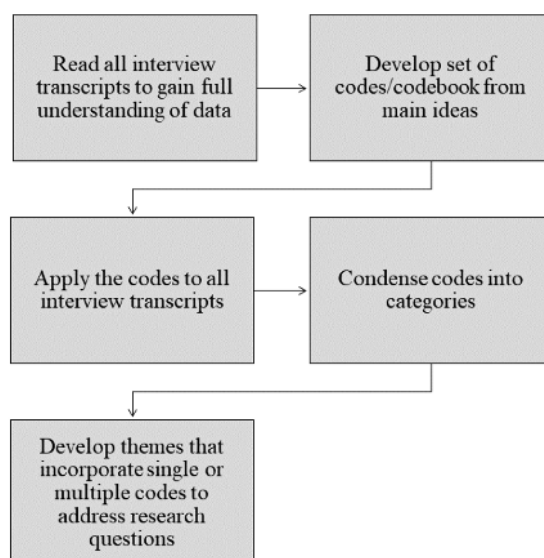 Read all interview
transcripts to gain full
understanding of data
Develop set of
codes/codebook from
main ideas
Apply the codes to all
interview transcripts
Condense codes into
categories
Develop themes that
incorporate single or
multiple codes to
address research
questions